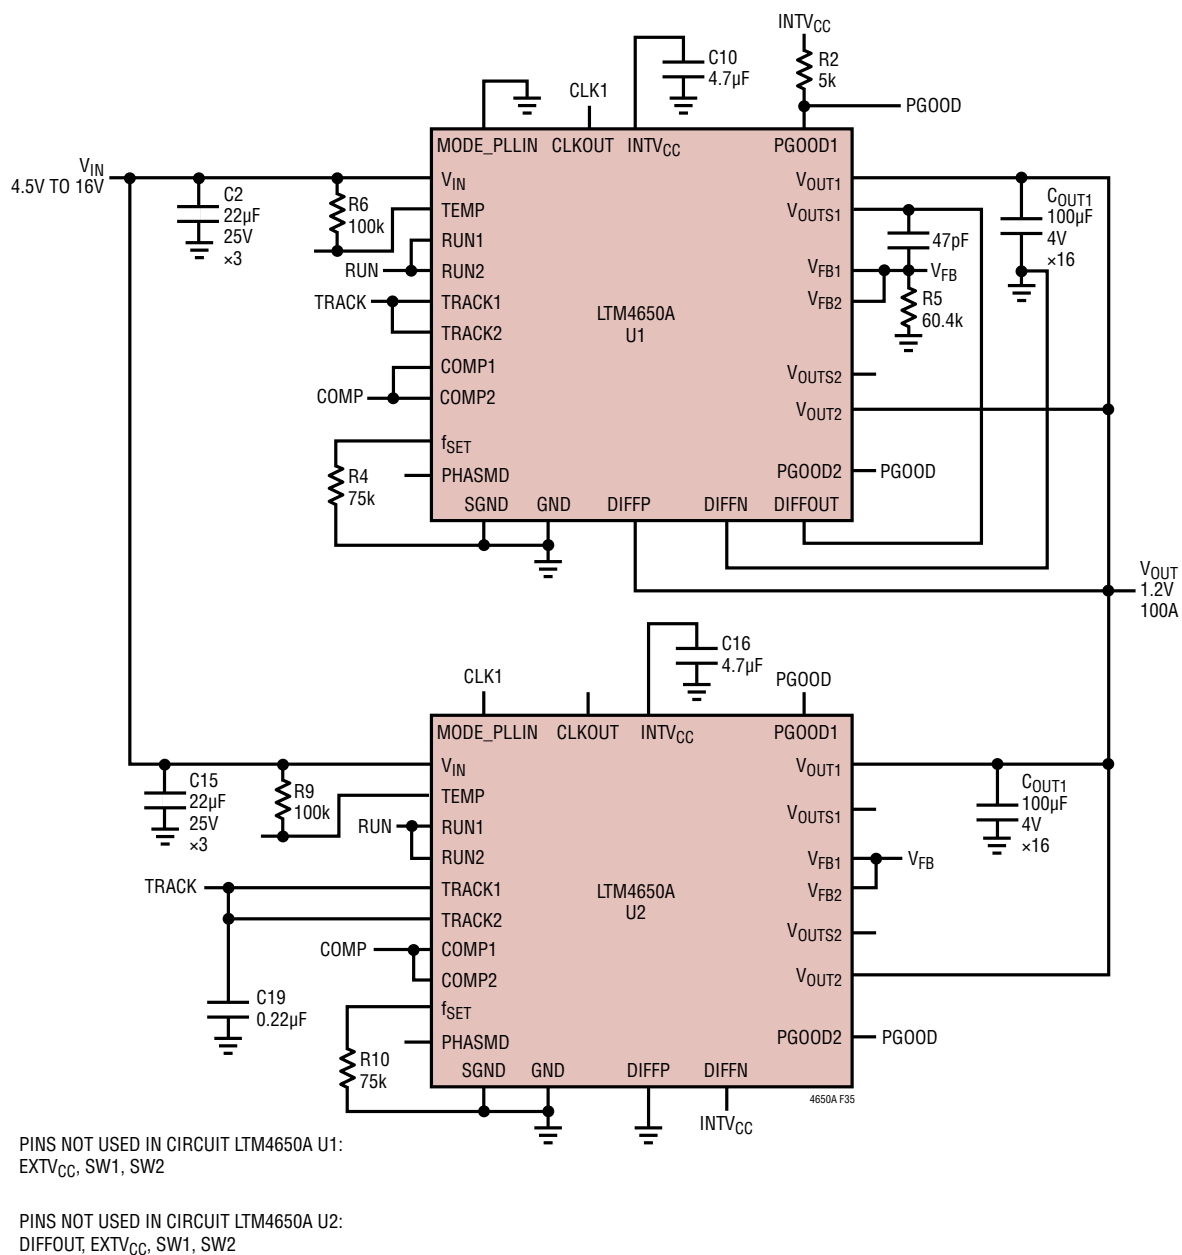 INTVCC
R2
5k
PGOOD
C10
4.7µF
CLK1
MODE_PLLIN
CLKOUT
INTVCC
PGOOD1
VIN
4.5V TO 16V
C2
22µF
25V
×3
R6
100k
VIN
TEMP
RUN1
RUN
RUN2
TRACK
TRACK1
TRACK2
COMP1
COMP
COMP2
fSET
R4
75k
PHASMD
SGND
GND
DIFFP
DIFFN
DIFFOUT
LTM4650A
U1
VOUT1
VOUTS1
47pF
COUT1
100µF
4V
×16
VFB1
VFB
VFB2
R5
60.4k
VOUTS2
VOUT2
PGOOD2
PGOOD
VOUT
1.2V
100A
C16
4.7µF
CLK1
PGOOD
MODE_PLLIN
CLKOUT
INTVCC
PGOOD1
C15
22µF
25V
×3
R9
100k
VIN
TEMP
RUN
RUN1
RUN2
TRACK
TRACK1
TRACK2
COMP
COMP1
COMP2
C19
0.22µF
fSET
R10
75k
PHASMD
SGND
GND
DIFFP
DIFFN
INTVCC
LTM4650A
U2
VOUT1
VOUTS1
COUT1
100µF
4V
×16
VFB1
VFB
VFB2
VOUTS2
VOUT2
PGOOD2
PGOOD
4650A F35
PINS NOT USED IN CIRCUIT LTM4650A U1:
EXTVCC, SW1, SW2
PINS NOT USED IN CIRCUIT LTM4650A U2:
DIFFOUT, EXTVCC, SW1, SW2